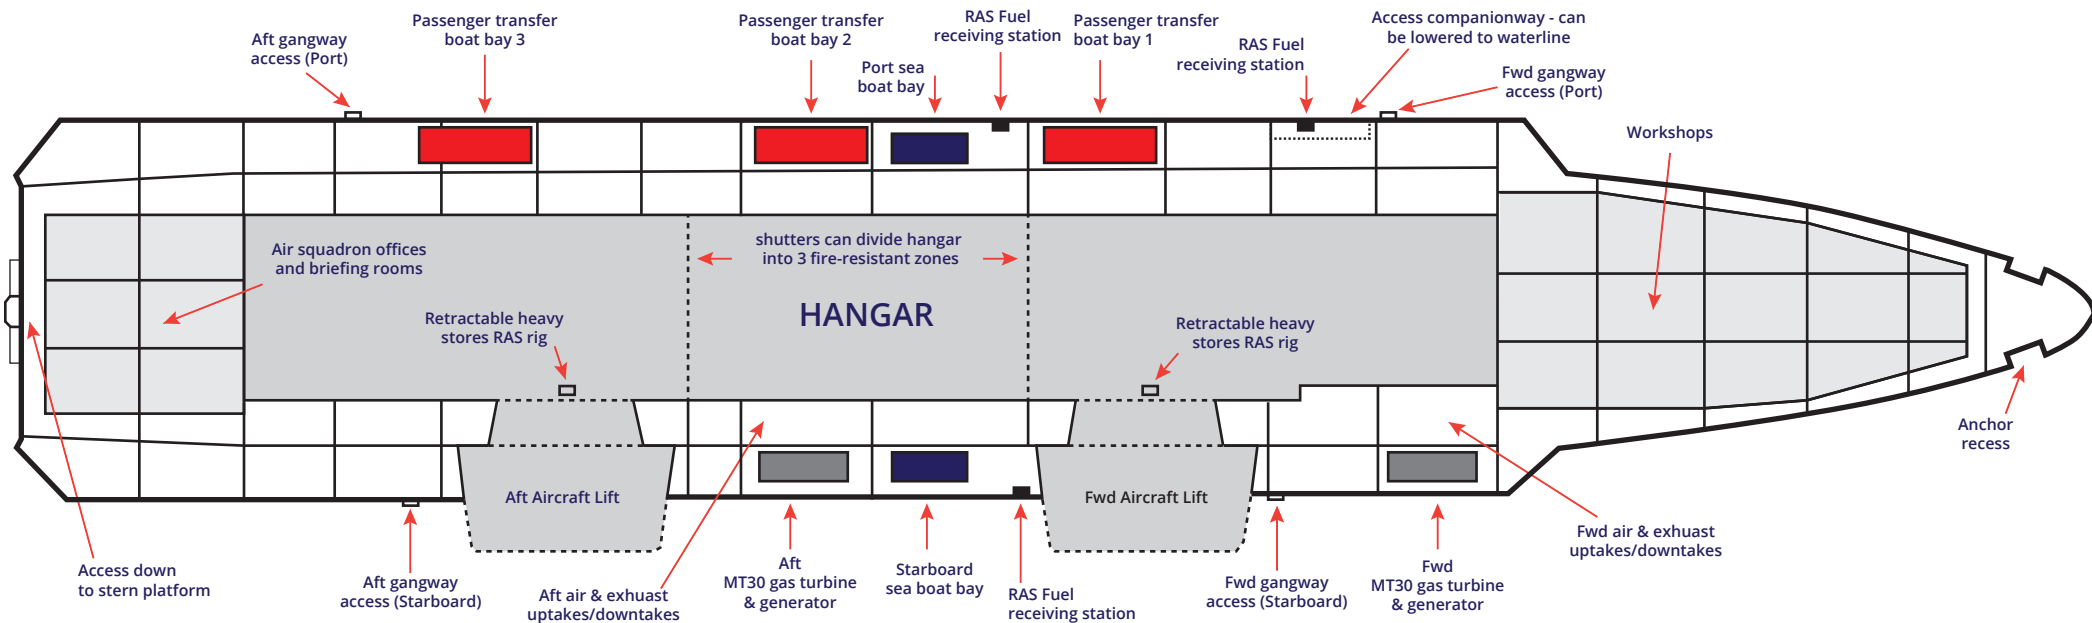 Aft gangway
access (Port)
Passenger transfer
boat bay 3
Passenger transfer
boat bay 2
Port sea
boat bay
RAS Fuel
receiving station
Passenger transfer
boat bay 1
RAS Fuel
receiving station
Access companionway - can
be lowered to waterline
Fwd gangway
access (Port)
Workshops
Air squadron offices
and briefing rooms
shutters can divide hangar
into 3 fire-resistant zones
HANGAR
Retractable heavy
stores RAS rig
Retractable heavy
stores RAS rig
Anchor
recess
Aft Aircraft Lift
Fwd Aircraft Lift
Access down
to stern platform
Aft gangway
access (Starboard)
Aft air & exhuast
uptakes/downtakes
Aft
MT30 gas turbine
& generator
Starboard
sea boat bay
RAS Fuel
receiving station
Fwd gangway
access (Starboard)
Fwd
MT30 gas turbine
& generator
Fwd air & exhuast
uptakes/downtakes